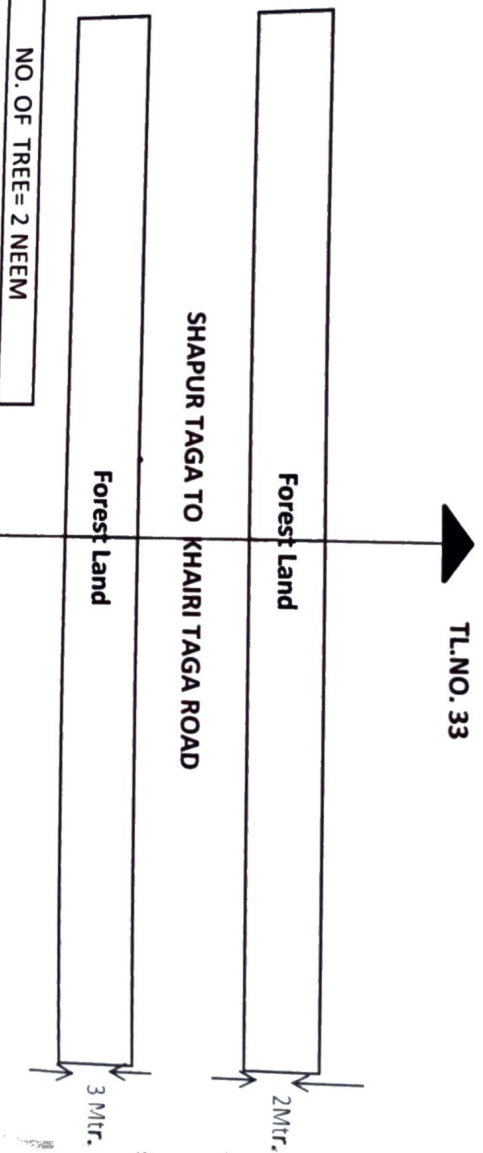 TL.NO. 33
Forest Land
2Mtr.
SHAPUR TAGA TO KHAIRI TAGA ROAD
Forest Land
3 Mtr.
NO. OF TREE= 2 NEEM